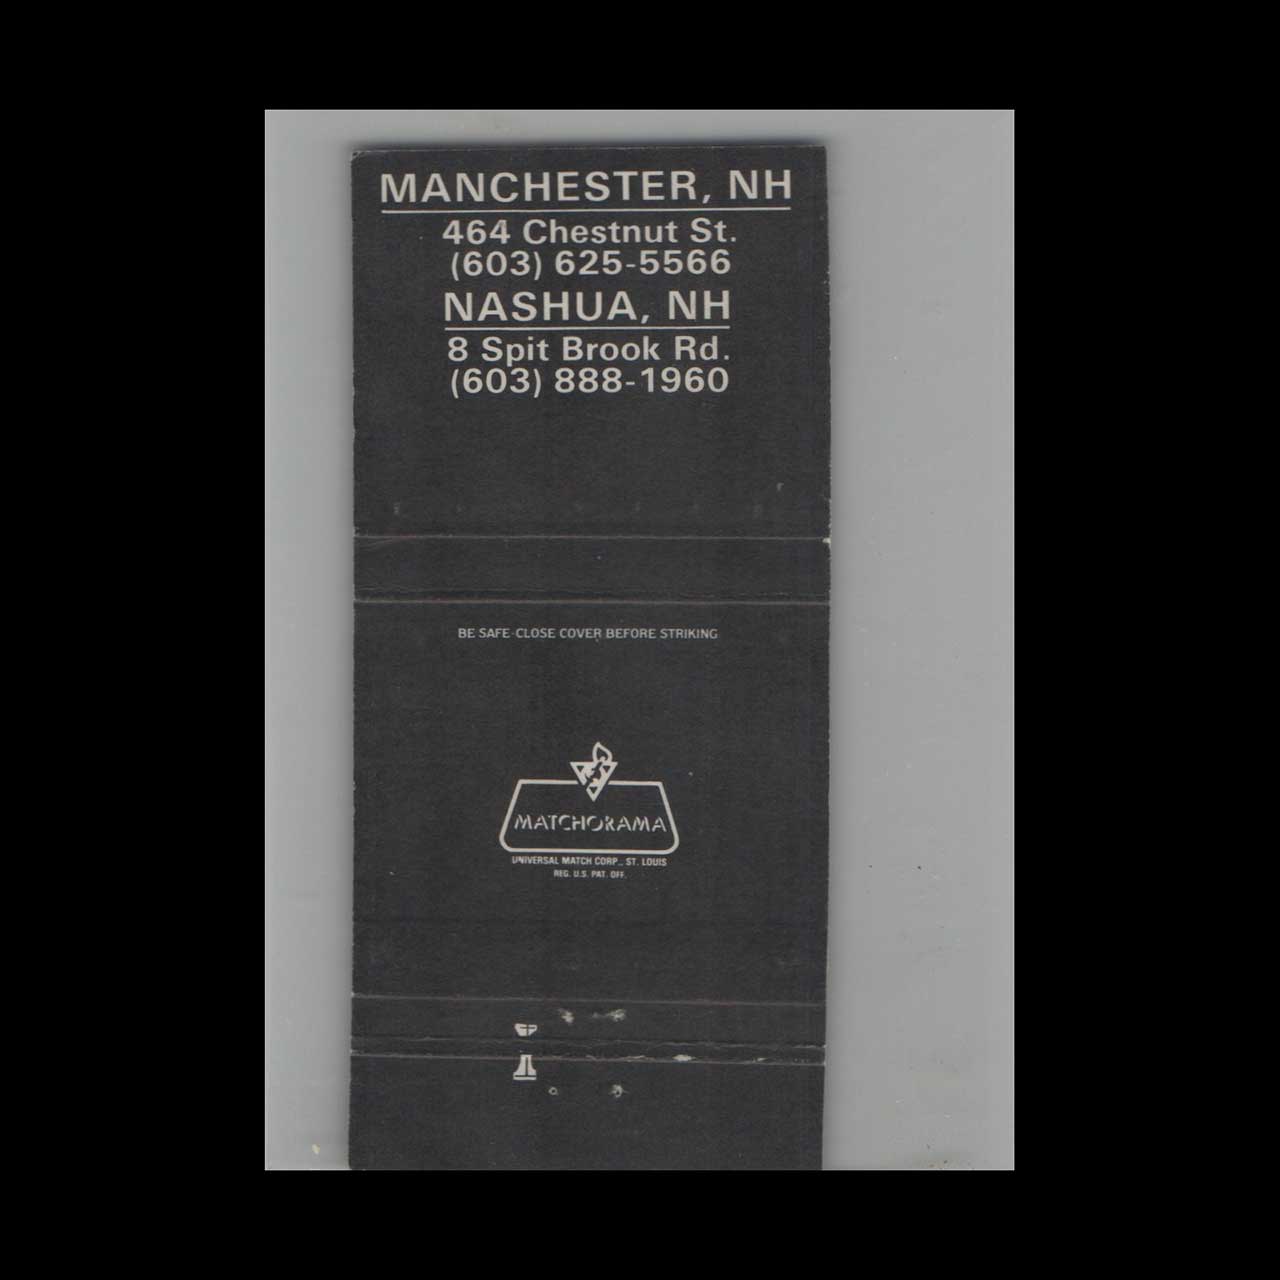 MANCHESTER, NH
464 Chestnut St.
(603) 625-5566
NASHUA, NH
8 Spit Brook Rd.
(603) 888-1960
BE SAFE-CLOSE COVER BEFORE STRIKING
MATCHORAMA
UNIVERSAL MATCH CORP., ST. LOUIS
REG. U.S. PAT. OFF.